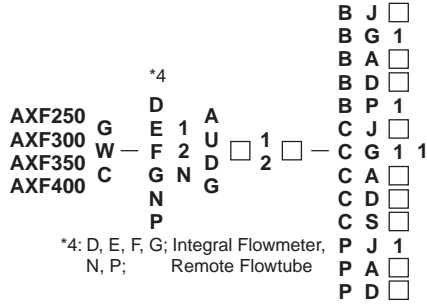 B J □
B G 1
B A □
*4
B D □
D
B P 1
AXF250 G E 1 A C J □
AXF300 W — F 2 U □ 1 □ — C G 1 1
AXF350 C G N D 2 C A □
AXF400 N G C D □
P C S □
*4: D, E, F, G; Integral Flowmeter, P J 1
N, P; Remote Flowtube P A □
P D □